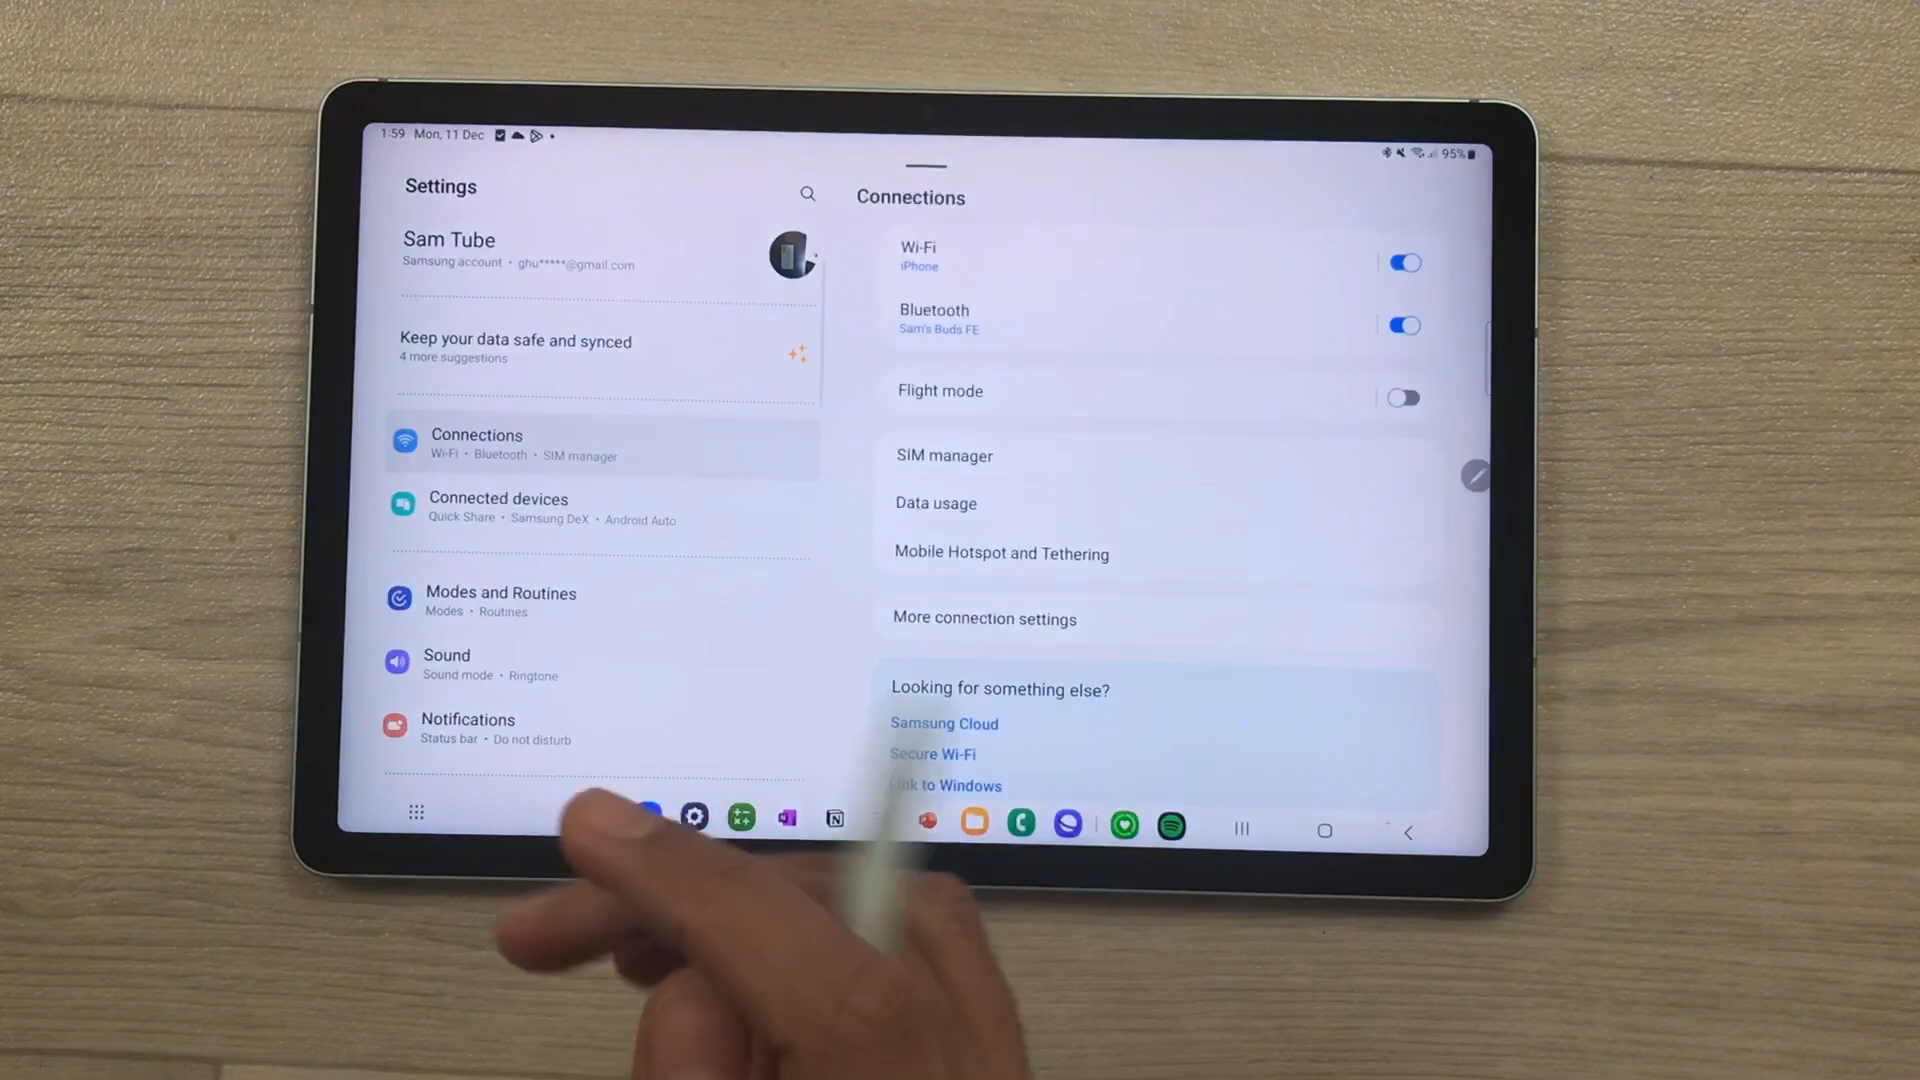 1:59 Mon, 11 Dec
95%
Settings
Sam Tube
Samsung account • ghu*****@gmail.com
Keep your data safe and synced
4 more suggestions
Connections
Wi-Fi • Bluetooth • SIM manager
Connected devices
Quick Share • Samsung DeX • Android Auto
Modes and Routines
Modes • Routines
Sound
Sound mode • Ringtone
Notifications
Status bar • Do not disturb
Connections
Wi-Fi
iPhone
Bluetooth
Sam's Buds FE
Flight mode
SIM manager
Data usage
Mobile Hotspot and Tethering
More connection settings
Looking for something else?
Samsung Cloud
Secure Wi-Fi
Link to Windows